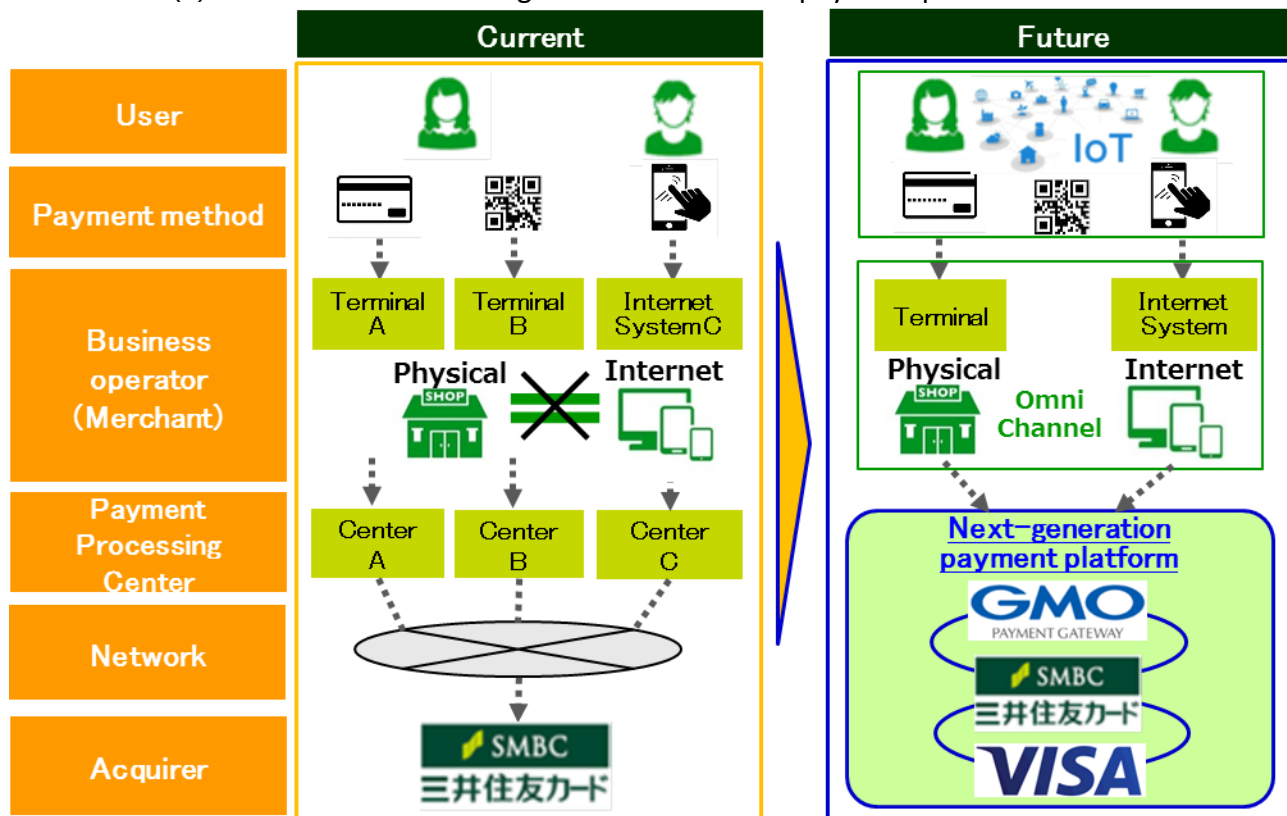 Current
Future
User
IoT
Payment method
Business
operator
(Merchant)
Terminal
A
Terminal
B
Internet
System C
Terminal
Internet
System
Physical
Internet
SHOP
Physical
Internet
SHOP
Omni
Channel
Payment
Processing
Center
Center
A
Center
B
Center
C
Next-generation
payment platform
GMO
PAYMENT GATEWAY
Network
SMBC
三井住友カード
VISA
Acquirer
SMBC
三井住友カード